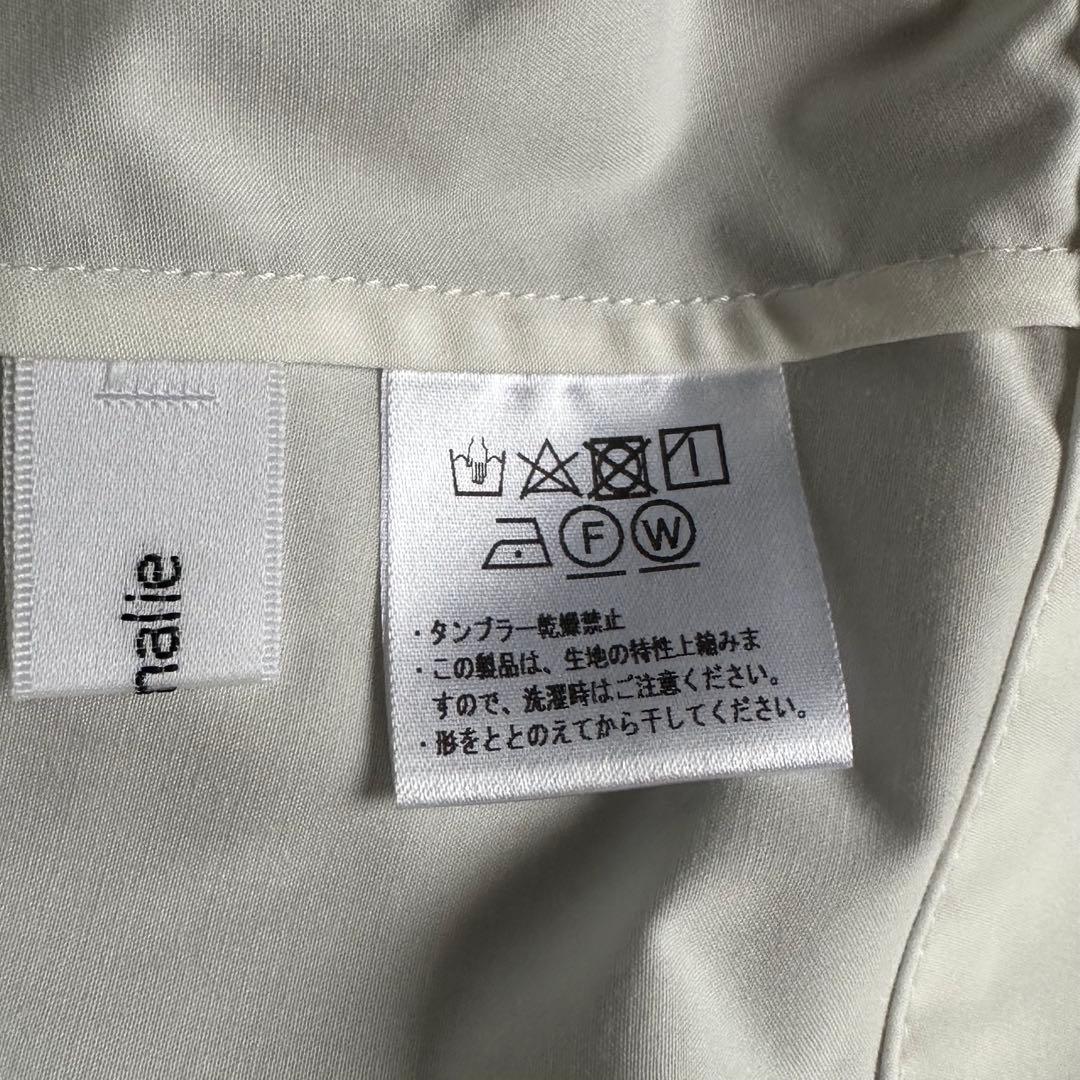 nalie
F W
・タンブラー乾燥禁止
・この製品は、生地の特性上縮みま
すので、洗濯時はご注意ください。
・形をととのえてから干してください。